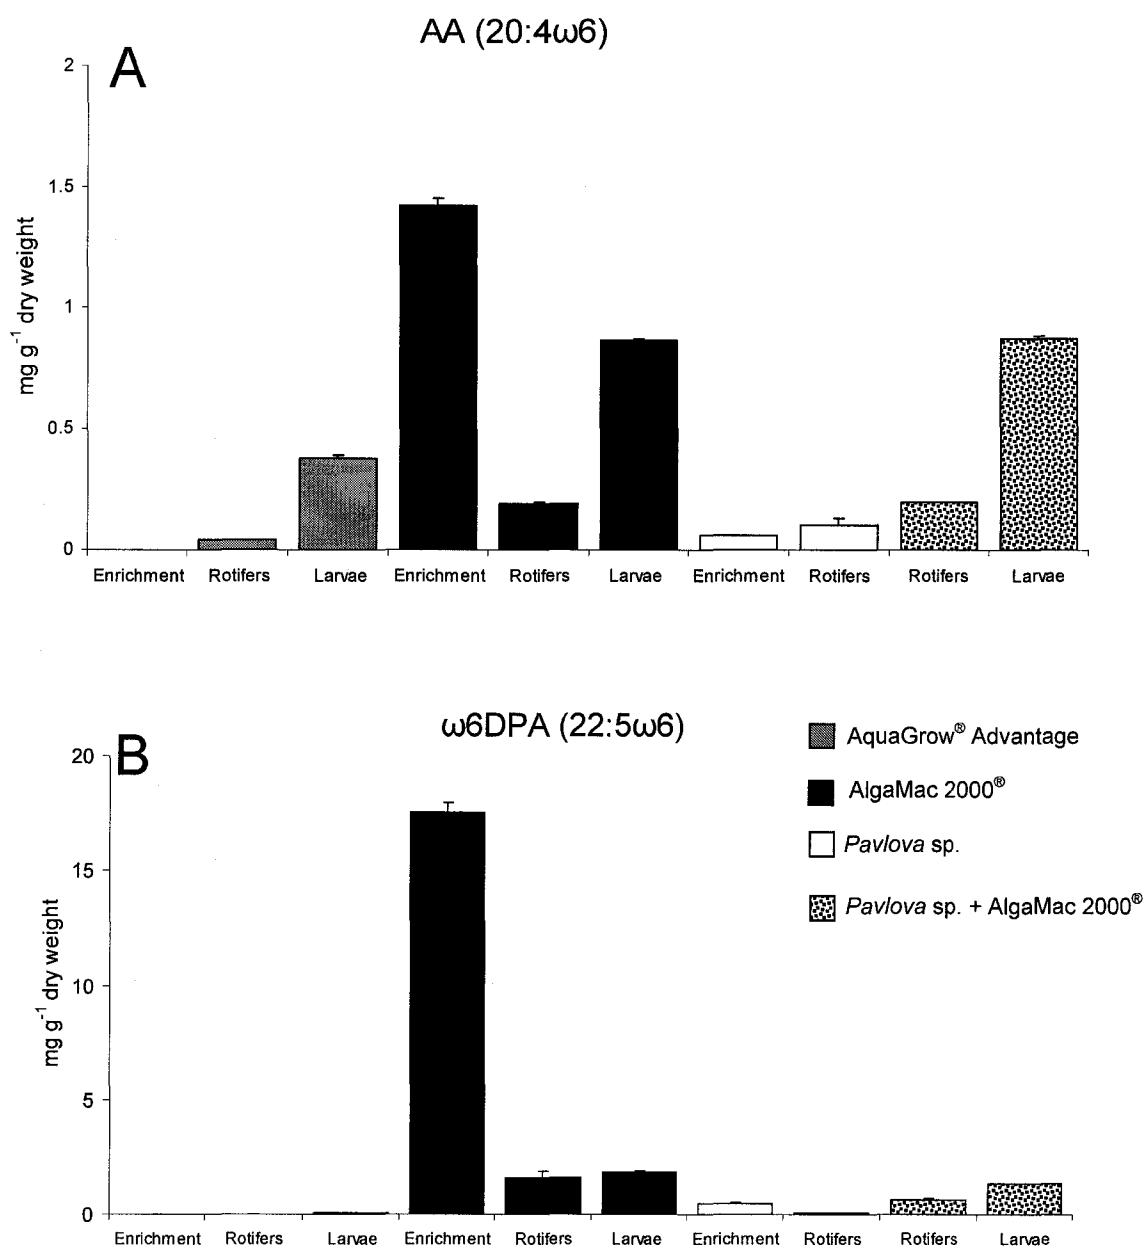 AA (20:4ω6)
A
2
1.5
1
0.5
0
mg g⁻¹ dry weight
Enrichment Rotifers Larvae Enrichment Rotifers Larvae Enrichment Rotifers Rotifers Larvae
ω6DPA (22:5ω6)
B
20
15
10
5
0
mg g⁻¹ dry weight
AquaGrow® Advantage
AlgaMac 2000®
Pavlova sp.
Pavlova sp. + AlgaMac 2000®
Enrichment Rotifers Larvae Enrichment Rotifers Larvae Enrichment Rotifers Rotifers Larvae